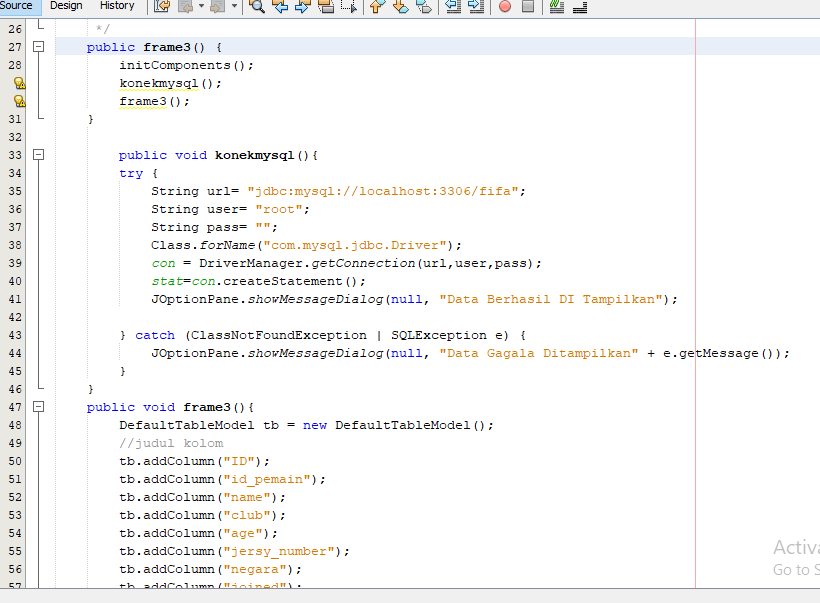 Source Design History
26 */
27 public frame3() {
28 initComponents();
konekmysql();
frame3();
31 }
32
33 public void konekmysql(){
34 try {
35 String url= "jdbc:mysql://localhost:3306/fifa";
36 String user= "root";
37 String pass= "";
38 Class.forName("com.mysql.jdbc.Driver");
39 con = DriverManager.getConnection(url,user,pass);
40 stat=con.createStatement();
41 JOptionPane.showMessageDialog(null, "Data Berhasil DI Tampilkan");
42
43 } catch (ClassNotFoundException | SQLException e) {
44 JOptionPane.showMessageDialog(null, "Data Gagala Ditampilkan" + e.getMessage());
45 }
46 }
47 public void frame3(){
48 DefaultTableModel tb = new DefaultTableModel();
49 //judul kolom
50 tb.addColumn("ID");
51 tb.addColumn("id_pemain");
52 tb.addColumn("name");
53 tb.addColumn("club");
54 tb.addColumn("age");
55 tb.addColumn("jersy_number");
56 tb.addColumn("negara");
57 tb.addColumn("joined");
Activa
Go to S